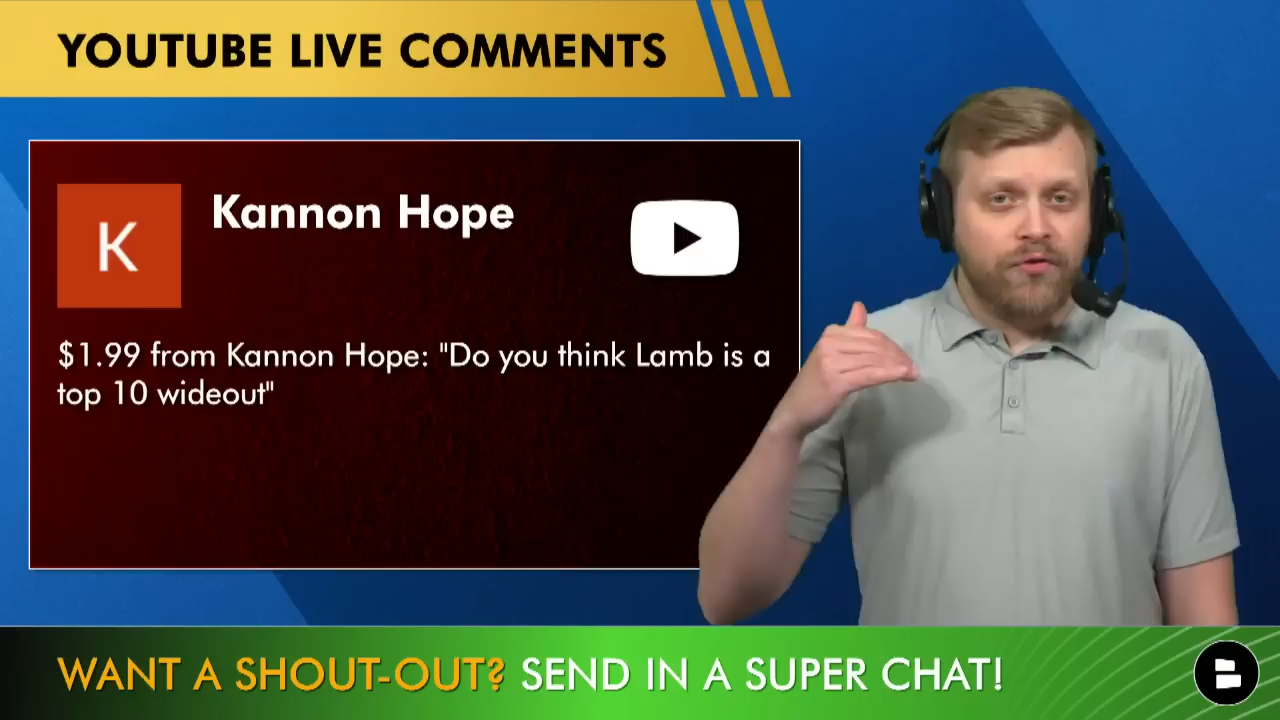 YOUTUBE LIVE COMMENTS
K
Kannon Hope
$1.99 from Kannon Hope: "Do you think Lamb is a
top 10 wideout"
WANT A SHOUT-OUT? SEND IN A SUPER CHAT!